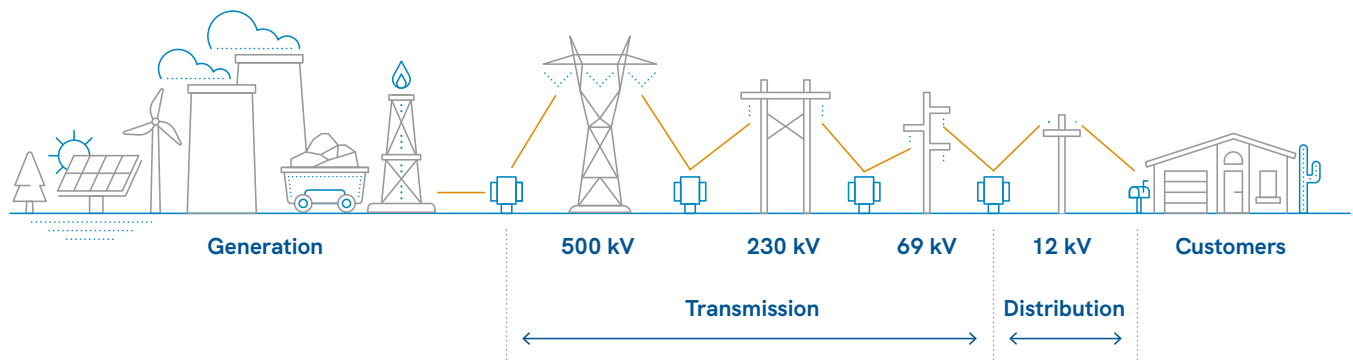 Generation
500 kV
230 kV
69 kV
12 kV
Customers
Transmission
Distribution